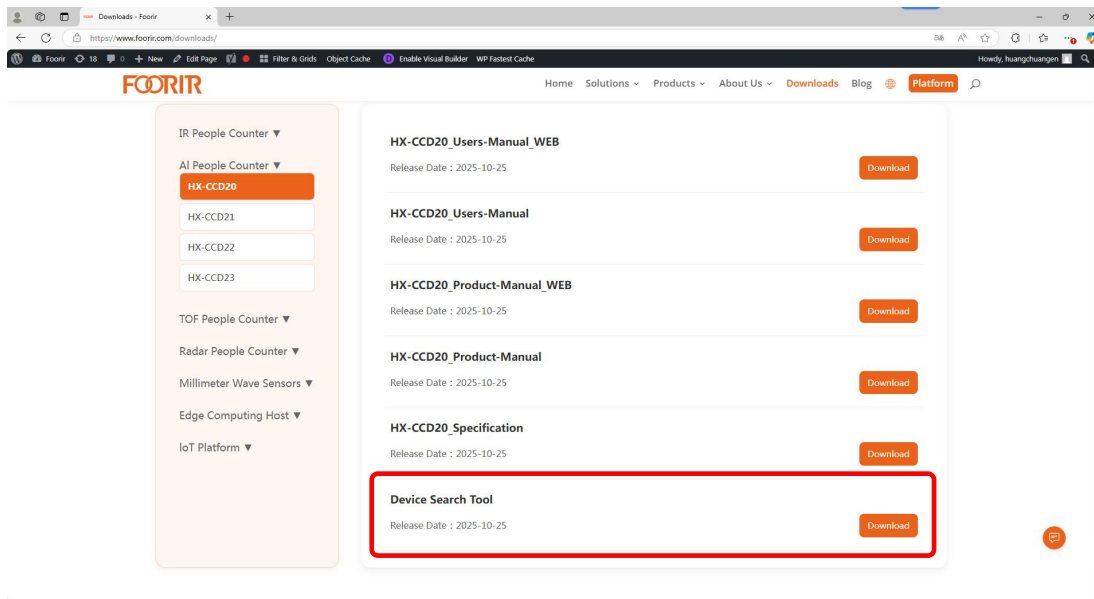 Downloads - Foorir
https://www.foorir.com/downloads/
Foorir 18 0 New Edit Page Filter & Grids Object Cache D Enable Visual Builder WP Fastest Cache Howdy, huangchuangen
FOORIR Home Solutions Products About Us Downloads Blog Platform
IR People Counter ▼
AI People Counter ▼
HX-CCD20
HX-CCD21
HX-CCD22
HX-CCD23
TOF People Counter ▼
Radar People Counter ▼
Millimeter Wave Sensors ▼
Edge Computing Host ▼
IoT Platform ▼
HX-CCD20_Users-Manual_WEB
Release Date : 2025-10-25 Download
HX-CCD20_Users-Manual
Release Date : 2025-10-25 Download
HX-CCD20_Product-Manual_WEB
Release Date : 2025-10-25 Download
HX-CCD20_Product-Manual
Release Date : 2025-10-25 Download
HX-CCD20_Specification
Release Date : 2025-10-25 Download
Device Search Tool
Release Date : 2025-10-25 Download